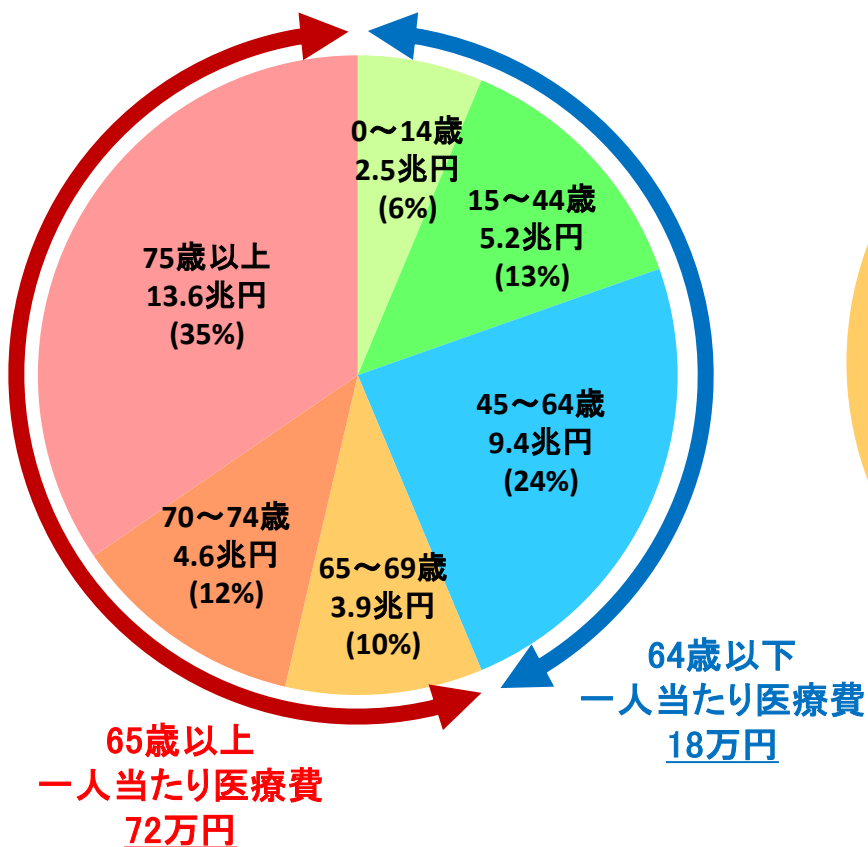 0～14歳
2.5兆円
(6%)
15～44歳
5.2兆円
(13%)
75歳以上
13.6兆円
(35%)
45～64歳
9.4兆円
(24%)
70～74歳
4.6兆円
(12%)
65～69歳
3.9兆円
(10%)
64歳以下
一人当たり医療費
18万円
65歳以上
一人当たり医療費
72万円